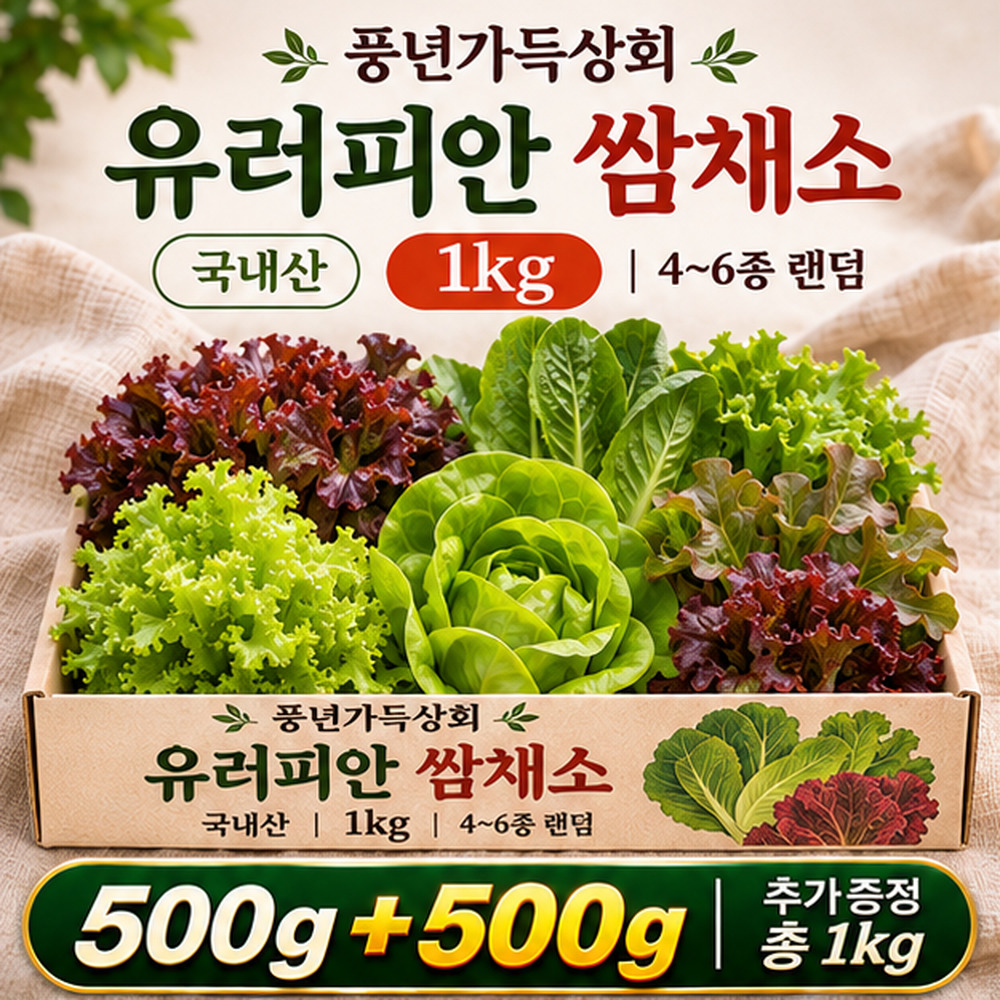 풍년가득상회
유러피안 쌈채소
국내산 1kg | 4~6종 랜덤
풍년가득상회
유러피안 쌈채소
국내산 | 1kg | 4~6종 랜덤
500g+500g | 추가증정
총 1kg